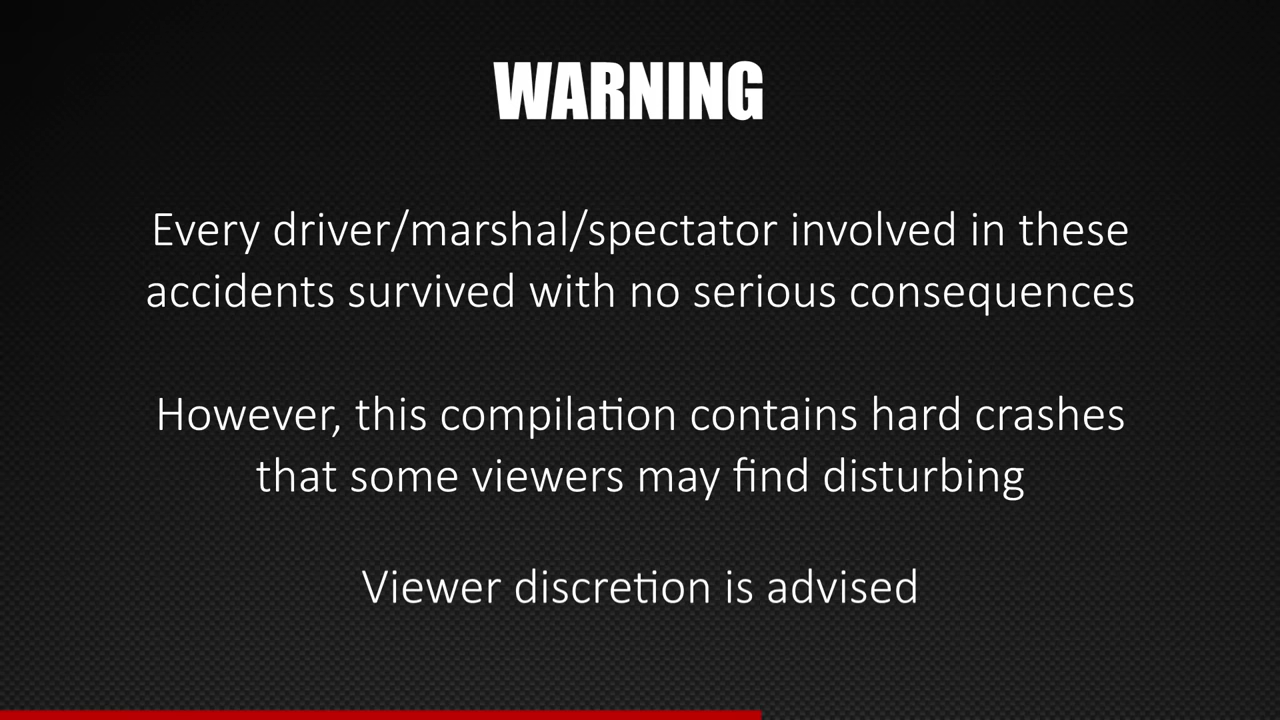 WARNING
Every driver/marshal/spectator involved in these
accidents survived with no serious consequences
However, this compilation contains hard crashes
that some viewers may find disturbing
Viewer discretion is advised